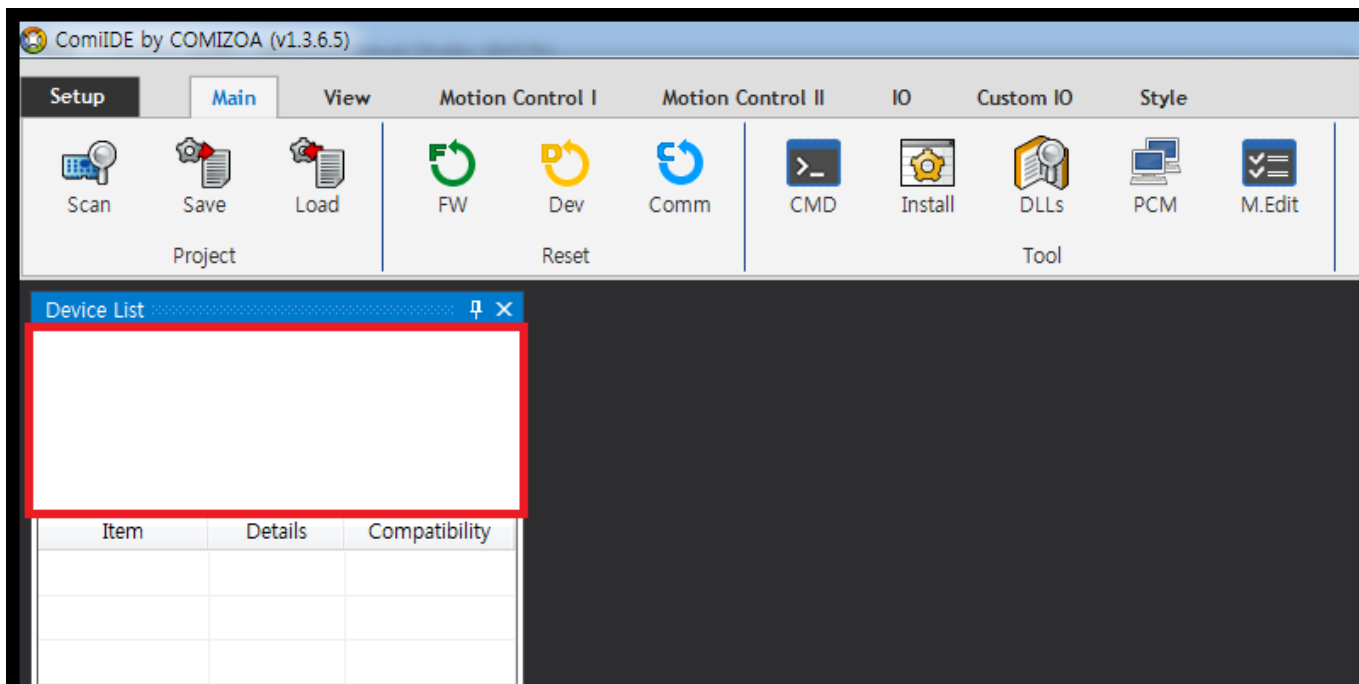 ComiIDE by COMIZOA (v1.3.6.5)
Setup Main View Motion Control I Motion Control II IO Custom IO Style
Scan Save Load FW Dev Comm CMD Install DLLs PCM M.Edit
Project Reset Tool
Device List
Item Details Compatibility